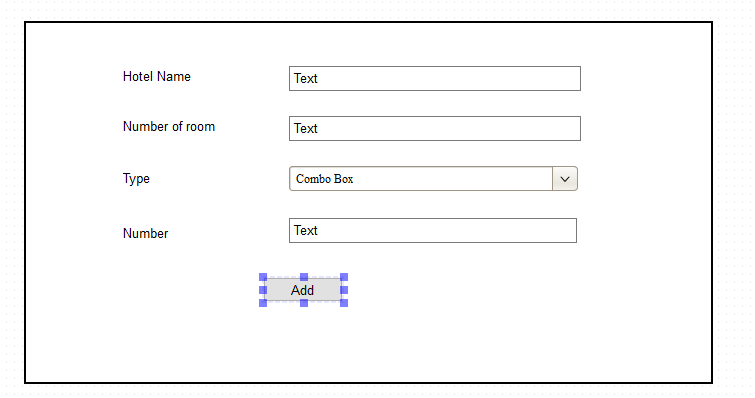 Hotel Name Text
Number of room Text
Type Combo Box
Number Text
Add